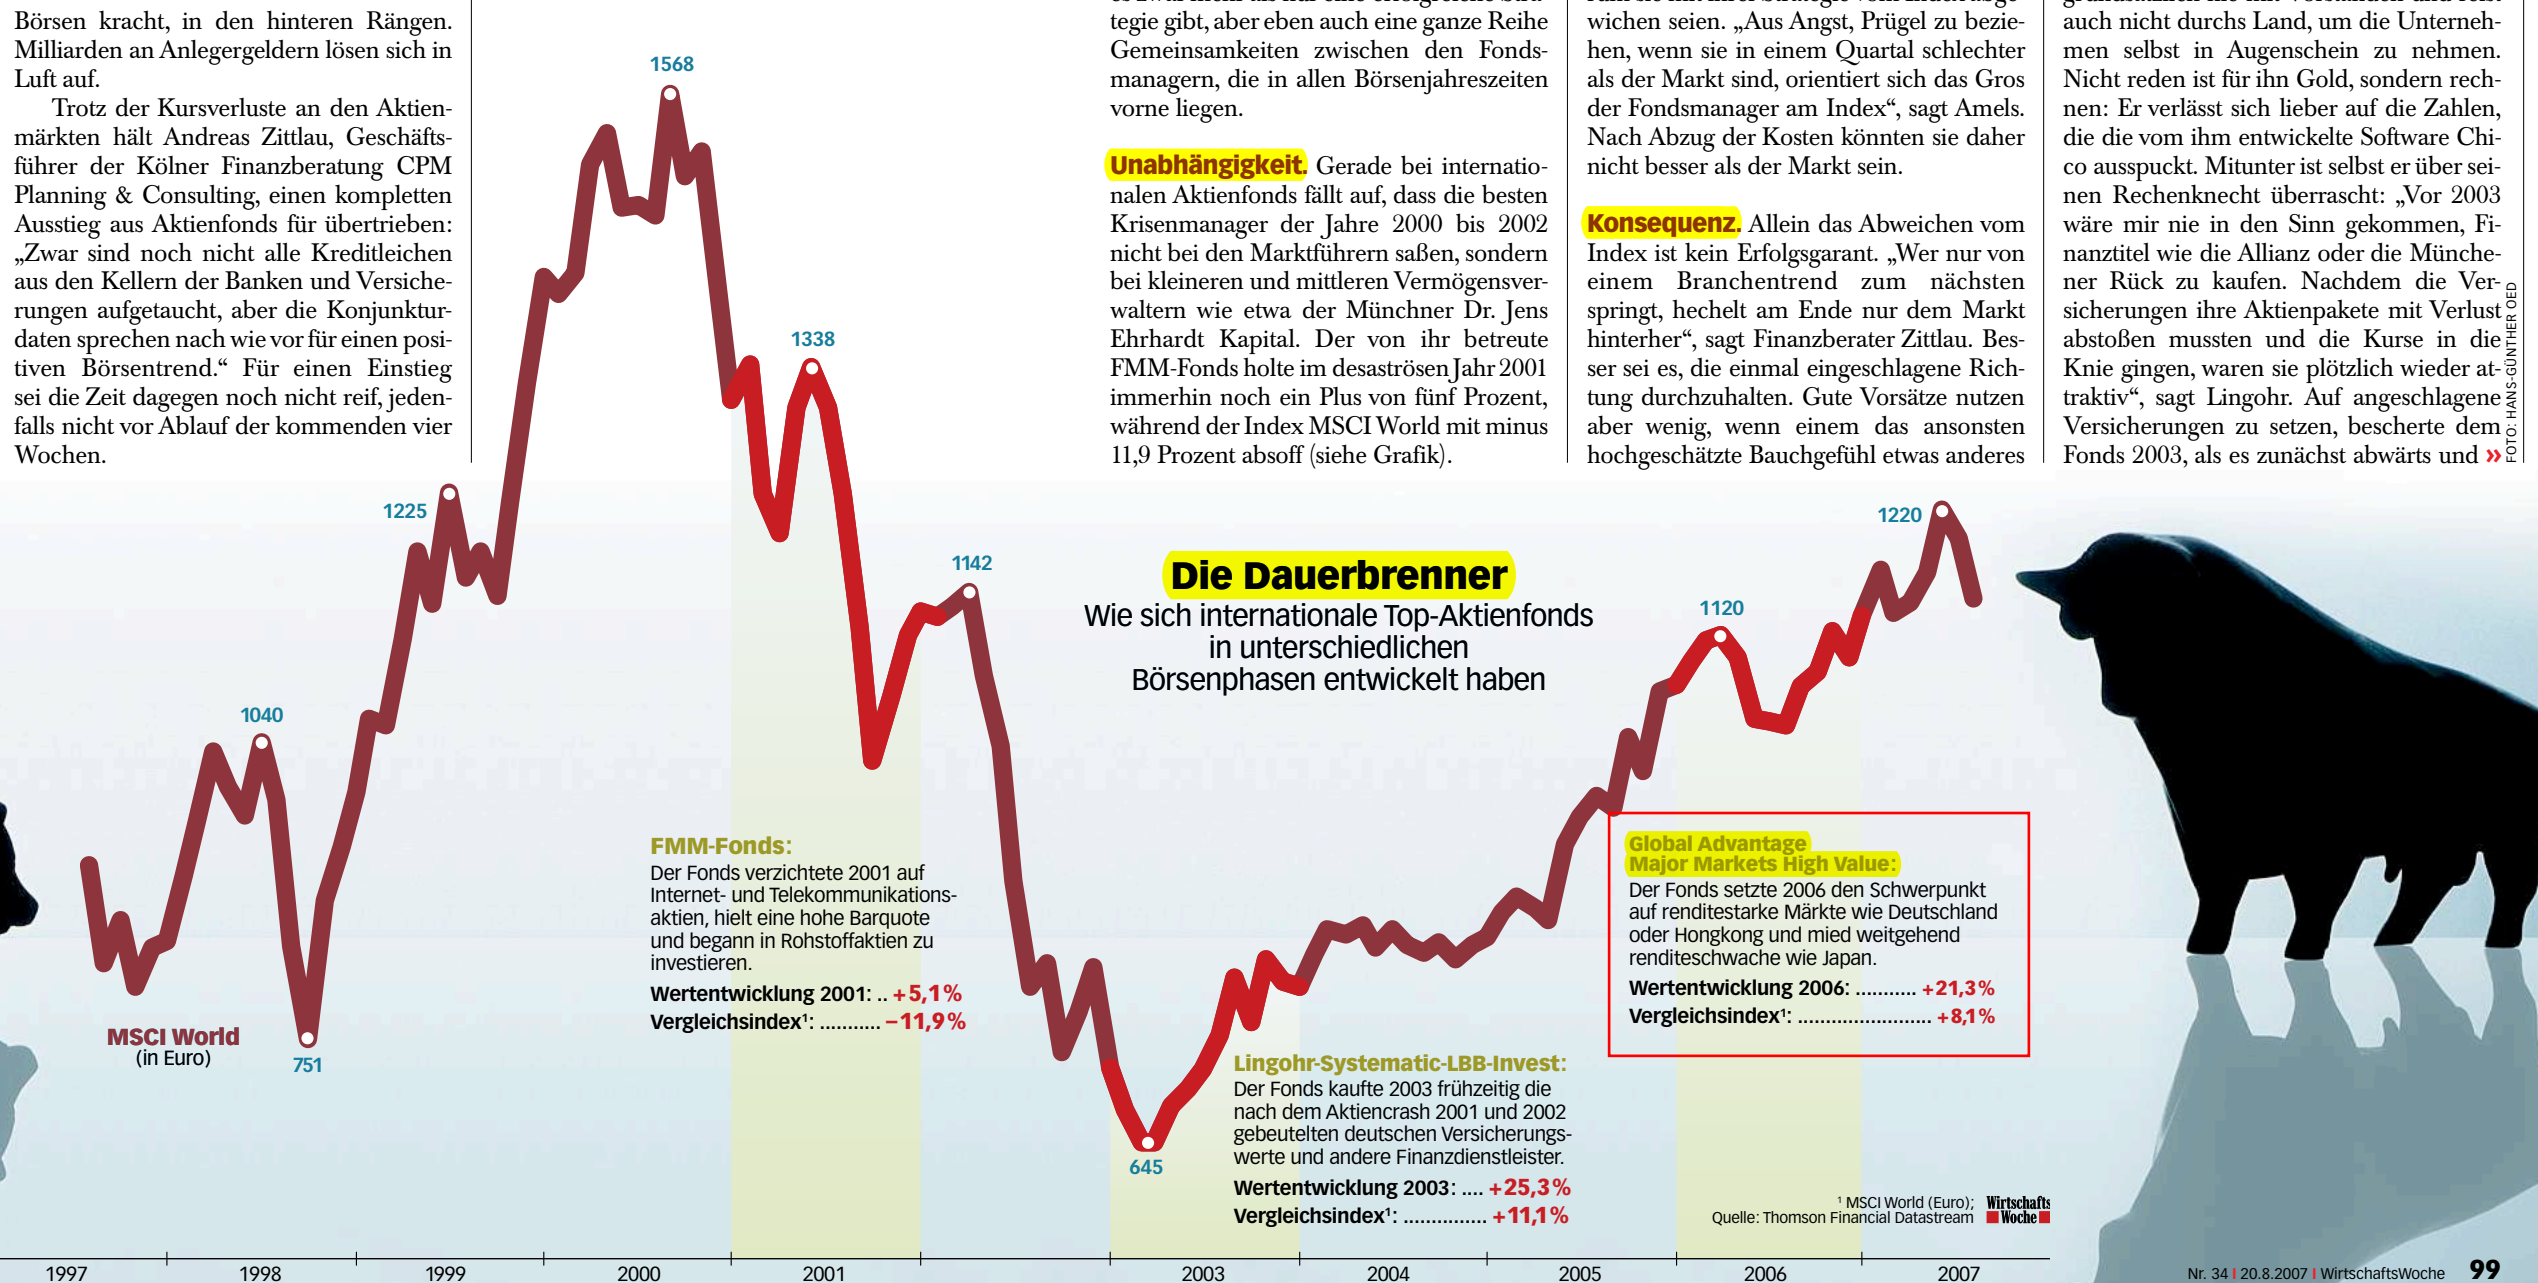 Börsen kracht, in den hinteren Rängen.
Milliarden an Anlegergeldern lösen sich in
Luft auf.
Trotz der Kursverluste an den Aktien-
märkten hält Andreas Zittlau, Geschäfts-
führer der Kölner Finanzberatung CPM
Planning & Consulting, einen kompletten
Ausstieg aus Aktienfonds für übertrieben:
„Zwar sind noch nicht alle Kreditleichen
aus den Kellern der Banken und Versiche-
rungen aufgetaucht, aber die Konjunktur-
daten sprechen nach wie vor für einen posi-
tiven Börsentrend.“ Für einen Einstieg
sei die Zeit dagegen noch nicht reif, jeden-
falls nicht vor Ablauf der kommenden vier
Wochen.
tegie gibt, aber eben auch eine ganze Reihe
Gemeinsamkeiten zwischen den Fonds-
managern, die in allen Börsenjahreszeiten
vorne liegen.
Unabhängigkeit. Gerade bei internatio-
nalen Aktienfonds fällt auf, dass die besten
Krisenmanager der Jahre 2000 bis 2002
nicht bei den Marktführern saßen, sondern
bei kleineren und mittleren Vermögensver-
waltern wie etwa der Münchner Dr. Jens
Ehrhardt Kapital. Der von ihr betreute
FMM-Fonds holte im desaströsen Jahr 2001
immerhin noch ein Plus von fünf Prozent,
während der Index MSCI World mit minus
11,9 Prozent absoff (siehe Grafik).
wichen seien. „Aus Angst, Prügel zu bezie-
hen, wenn sie in einem Quartal schlechter
als der Markt sind, orientiert sich das Gros
der Fondsmanager am Index“, sagt Amels.
Nach Abzug der Kosten könnten sie daher
nicht besser als der Markt sein.
Konsequenz. Allein das Abweichen vom
Index ist kein Erfolgsgarant. „Wer nur von
einem Branchentrend zum nächsten
springt, hechelt am Ende nur dem Markt
hinterher“, sagt Finanzberater Zittlau. Bes-
ser sei es, die einmal eingeschlagene Rich-
tung durchzuhalten. Gute Vorsätze nutzen
aber wenig, wenn einem das ansonsten
hochgeschätzte Bauchgefühl etwas anderes
auch nicht durchs Land, um die Unterneh-
men selbst in Augenschein zu nehmen.
Nicht reden ist für ihn Gold, sondern rech-
nen: Er verlässt sich lieber auf die Zahlen,
die die vom ihm entwickelte Software Chi-
co ausspuckt. Mitunter ist selbst er über sei-
nen Rechenknecht überrascht: „Vor 2003
wäre mir nie in den Sinn gekommen, Fi-
nanztitel wie die Allianz oder die Münche-
ner Rück zu kaufen. Nachdem die Ver-
sicherungen ihre Aktienpakete mit Verlust
abstoßen mussten und die Kurse in die
Knie gingen, waren sie plötzlich wieder at-
traktiv“, sagt Lingohr. Auf angeschlagene
Versicherungen zu setzen, bescherte dem
Fonds 2003, als es zunächst abwärts und »
FOTO: HANS-GÜNTHER OED
1568
1338
1225
1220
1142
1120
1040
751
645
Die Dauerbrenner
Wie sich internationale Top-Aktienfonds
in unterschiedlichen
Börsenphasen entwickelt haben
MSCI World
(in Euro)
FMM-Fonds:
Der Fonds verzichtete 2001 auf
Internet- und Telekommunikations-
aktien, hielt eine hohe Barquote
und begann in Rohstoffaktien zu
investieren.
Wertentwicklung 2001: .. +5,1%
Vergleichsindex¹: ........... –11,9%
Lingohr-Systematic-LBB-Invest:
Der Fonds kaufte 2003 frühzeitig die
nach dem Aktiencrash 2001 und 2002
gebeutelten deutschen Versicherungs-
werte und andere Finanzdienstleister.
Wertentwicklung 2003: .... +25,3%
Vergleichsindex¹: ............... +11,1%
Global Advantage
Major Markets High Value:
Der Fonds setzte 2006 den Schwerpunkt
auf renditestarke Märkte wie Deutschland
oder Hongkong und mied weitgehend
renditeschwache wie Japan.
Wertentwicklung 2006: ........... +21,3%
Vergleichsindex¹: ........................ +8,1%
¹ MSCI World (Euro);
Quelle: Thomson Financial Datastream
Wirtschafts
Woche
1997 1998 1999 2000 2001 2003 2004 2005 2006 2007
Nr. 34 | 20.8.2007 | WirtschaftsWoche 99